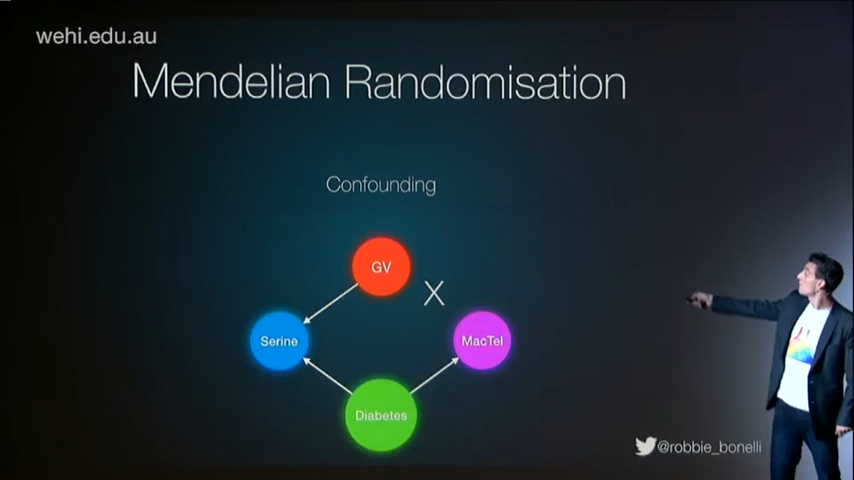 wehi.edu.au
Mendelian Randomisation
Confounding
GV
X
Serine
MacTel
Diabetes
@robbie_bonelli